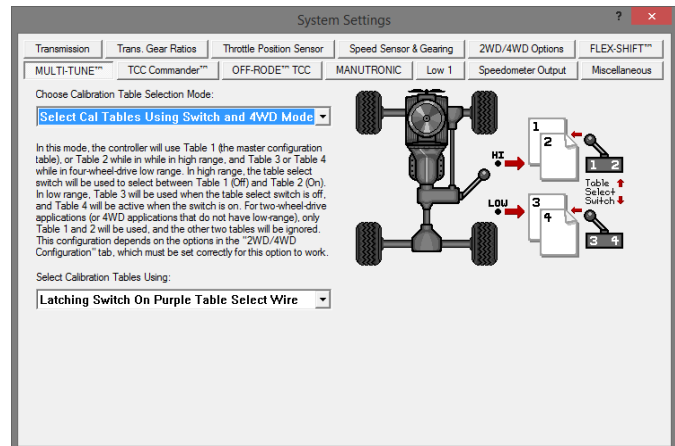 System Settings
? ×
Transmission
Trans. Gear Ratios
Throttle Position Sensor
Speed Sensor & Gearing
2WD/4WD Options
FLEX-SHIFT™
MULTI-TUNE™
TCC Commander™
OFF-RODE™ TCC
MANUTRONIC
Low 1
Speedometer Output
Miscellaneous
Choose Calibration Table Selection Mode:
Select Cal Tables Using Switch and 4WD Mode
In this mode, the controller will use Table 1 (the master configuration
table), or Table 2 while in while in high range, and Table 3 or Table 4
while in four-wheel-drive low range. In high range, the table select
switch will be used to select between Table 1 (Off) and Table 2 (On).
In low range, Table 3 will be used when the table select switch is off,
and Table 4 will be active when the switch is on. For two-wheel-drive
applications (or 4WD applications that do not have low-range), only
Table 1 and 2 will be used, and the other two tables will be ignored.
This configuration depends on the options in the "2WD/4WD
Configuration" tab, which must be set correctly for this option to work.
Select Calibration Tables Using:
Latching Switch On Purple Table Select Wire
1
2
HI
1 2
Table
Select
Switch
LOW
3
4
3 4